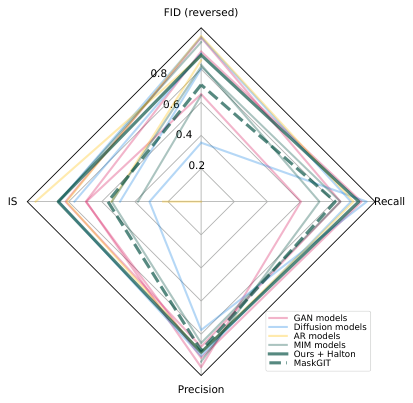 FID (reversed)
0.8
0.6
0.4
0.2
IS
Recall
Precision
GAN models
Diffusion models
AR models
MIM models
Ours + Halton
MaskGIT